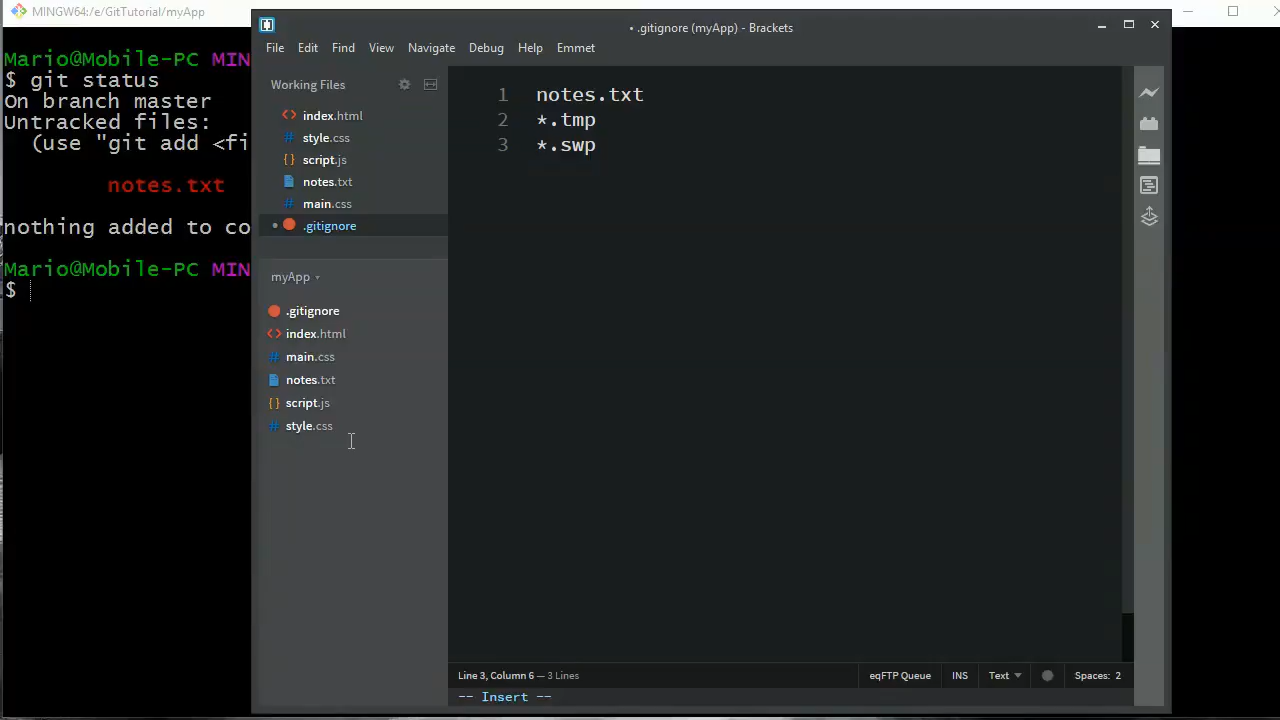 MINGW64:/e/GitTutorial/myApp
Mario@Mobile-PC MIN
$ git status
On branch master
Untracked files:
(use "git add <fi
notes.txt
nothing added to co
Mario@Mobile-PC MIN
$
• .gitignore (myApp) - Brackets
File Edit Find View Navigate Debug Help Emmet
Working Files
index.html
style.css
script.js
notes.txt
main.css
.gitignore
myApp
.gitignore
index.html
main.css
notes.txt
script.js
style.css
1 notes.txt
2 *.tmp
3 *.swp
Line 3, Column 6 — 3 Lines
eqFTP Queue INS Text Spaces: 2
-- Insert --